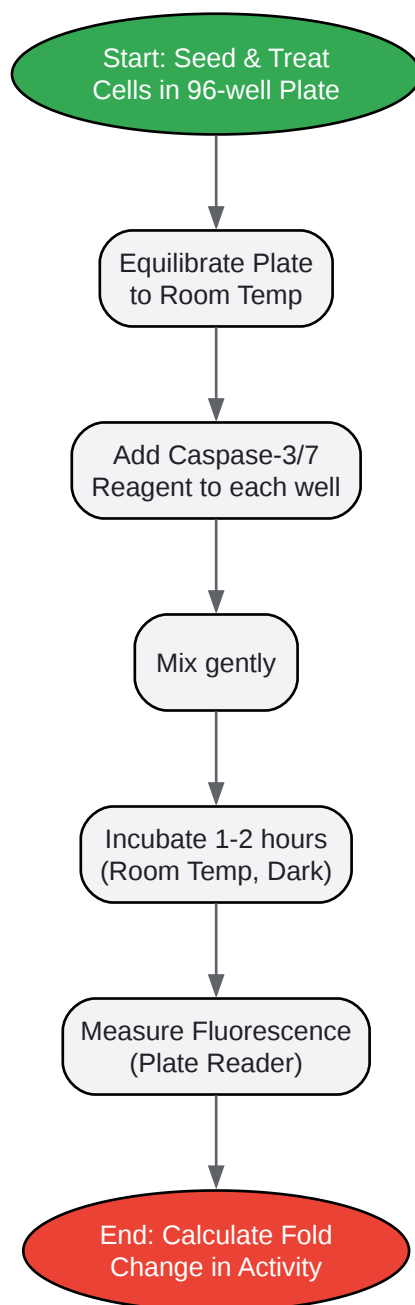 Start: Seed & Treat
Cells in 96-well Plate
Equilibrate Plate
to Room Temp
Add Caspase-3/7
Reagent to each well
Mix gently
Incubate 1-2 hours
(Room Temp, Dark)
Measure Fluorescence
(Plate Reader)
End: Calculate Fold
Change in Activity